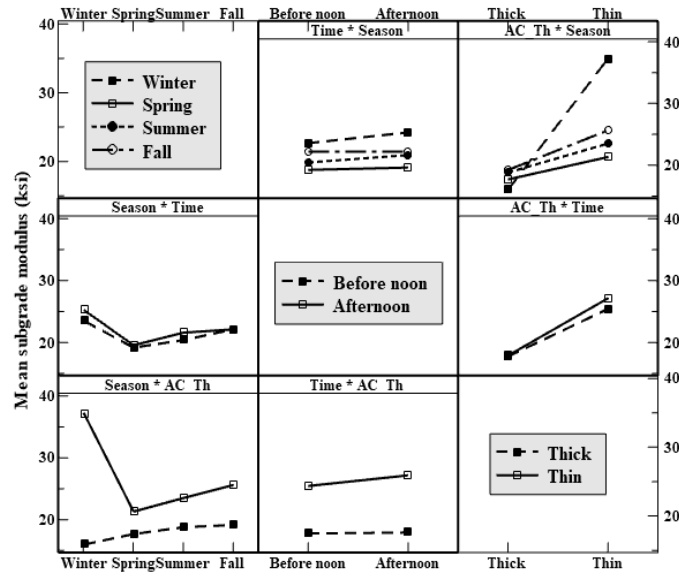 40
Winter Spring Summer Fall
Before noon Afternoon
Thick Thin
Time * Season
AC_Th * Season
40
Winter
Spring
Summer
Fall
30
30
20
20
Season * Time
AC_Th * Time
40
40
Before noon
Afternoon
30
30
20
20
Mean subgrade modulus (ksi)
Season * AC_Th
Time * AC_Th
40
40
Thick
Thin
30
30
20
20
Winter Spring Summer Fall
Before noon Afternoon
Thick Thin